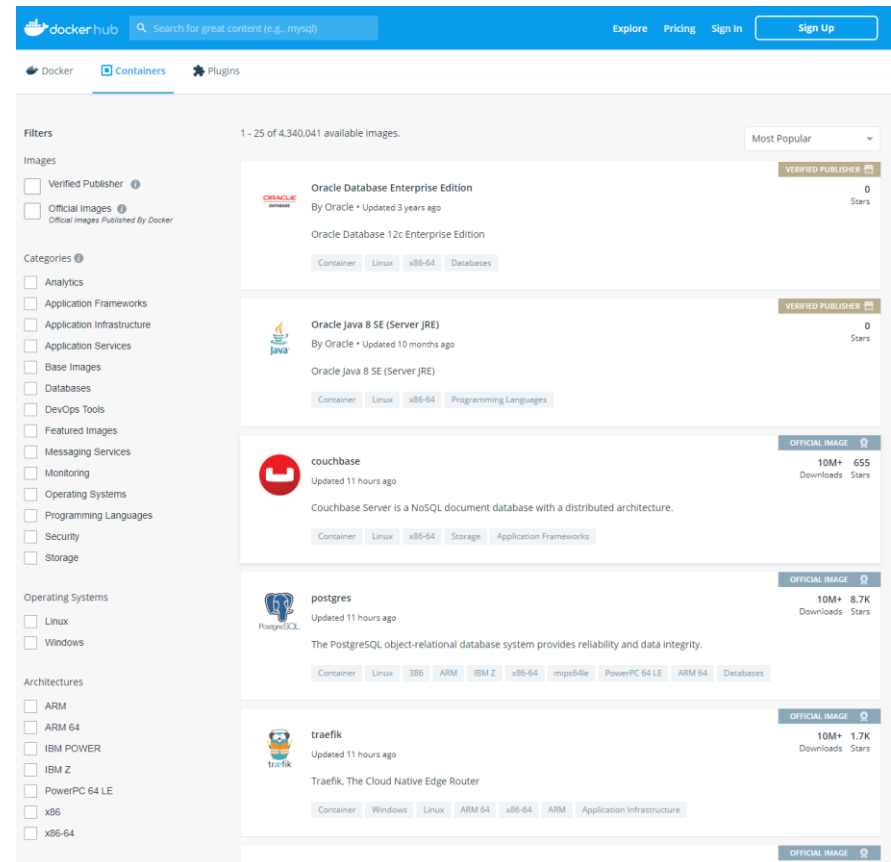 dockerhub
Search for great content (e.g., mysql)
Explore
Pricing
Sign In
Sign Up
Docker
Containers
Plugins
Filters
Images
Verified Publisher
Official Images
Official Images Published By Docker
Categories
Analytics
Application Frameworks
Application Infrastructure
Application Services
Base Images
Databases
DevOps Tools
Featured Images
Messaging Services
Monitoring
Operating Systems
Programming Languages
Security
Storage
Operating Systems
Linux
Windows
Architectures
ARM
ARM 64
IBM POWER
IBM Z
PowerPC 64 LE
x86
x86-64
1 - 25 of 4,340,041 available images.
Most Popular
VERIFIED PUBLISHER
ORACLE
DATABASE
Oracle Database Enterprise Edition
By Oracle • Updated 3 years ago
Oracle Database 12c Enterprise Edition
Container Linux x86-64 Databases
0
Stars
VERIFIED PUBLISHER
Java
Oracle Java 8 SE (Server JRE)
By Oracle • Updated 10 months ago
Oracle Java 8 SE (Server JRE)
Container Linux x86-64 Programming Languages
0
Stars
OFFICIAL IMAGE
couchbase
Updated 11 hours ago
Couchbase Server is a NoSQL document database with a distributed architecture.
Container Linux x86-64 Storage Application Frameworks
10M+ 655
Downloads Stars
OFFICIAL IMAGE
PostgreSQL
postgres
Updated 11 hours ago
The PostgreSQL object-relational database system provides reliability and data integrity.
Container Linux 386 ARM IBM Z x86-64 mips64le PowerPC 64 LE ARM 64 Databases
10M+ 8.7K
Downloads Stars
OFFICIAL IMAGE
træfik
traefik
Updated 11 hours ago
Traefik, The Cloud Native Edge Router
Container Windows Linux ARM 64 x86-64 ARM Application Infrastructure
10M+ 1.7K
Downloads Stars
OFFICIAL IMAGE